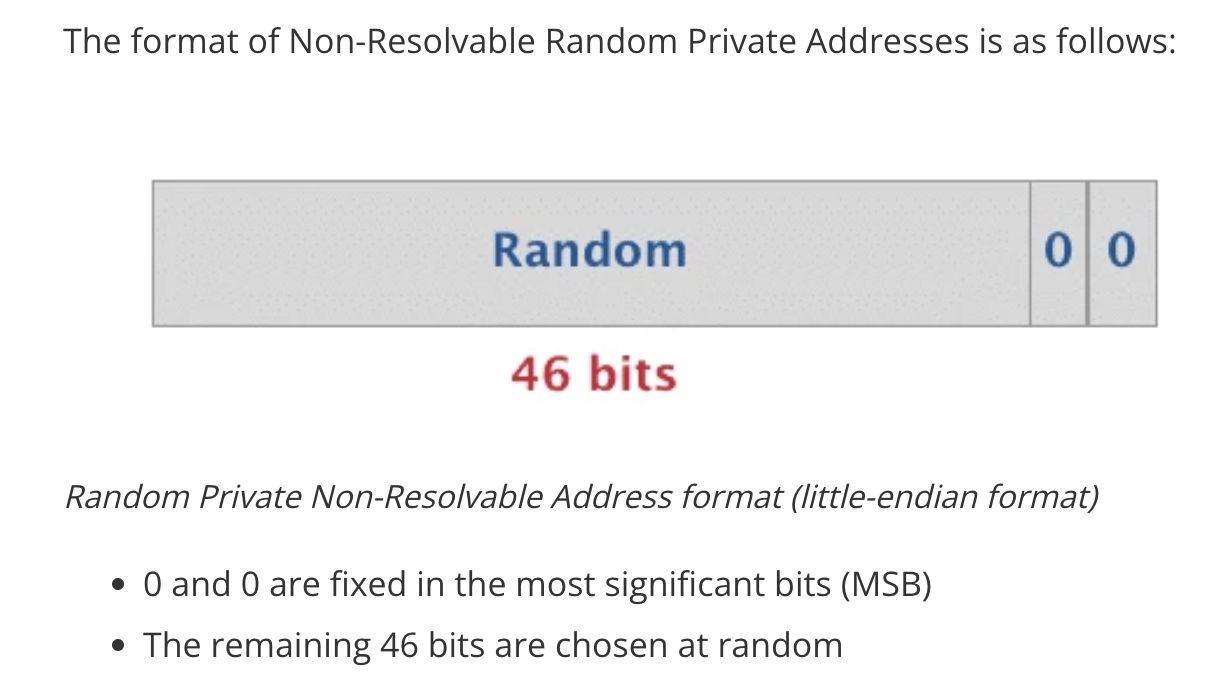 The format of Non-Resolvable Random Private Addresses is as follows:
Random 0 0
46 bits
Random Private Non-Resolvable Address format (little-endian format)
• 0 and 0 are fixed in the most significant bits (MSB)
• The remaining 46 bits are chosen at random